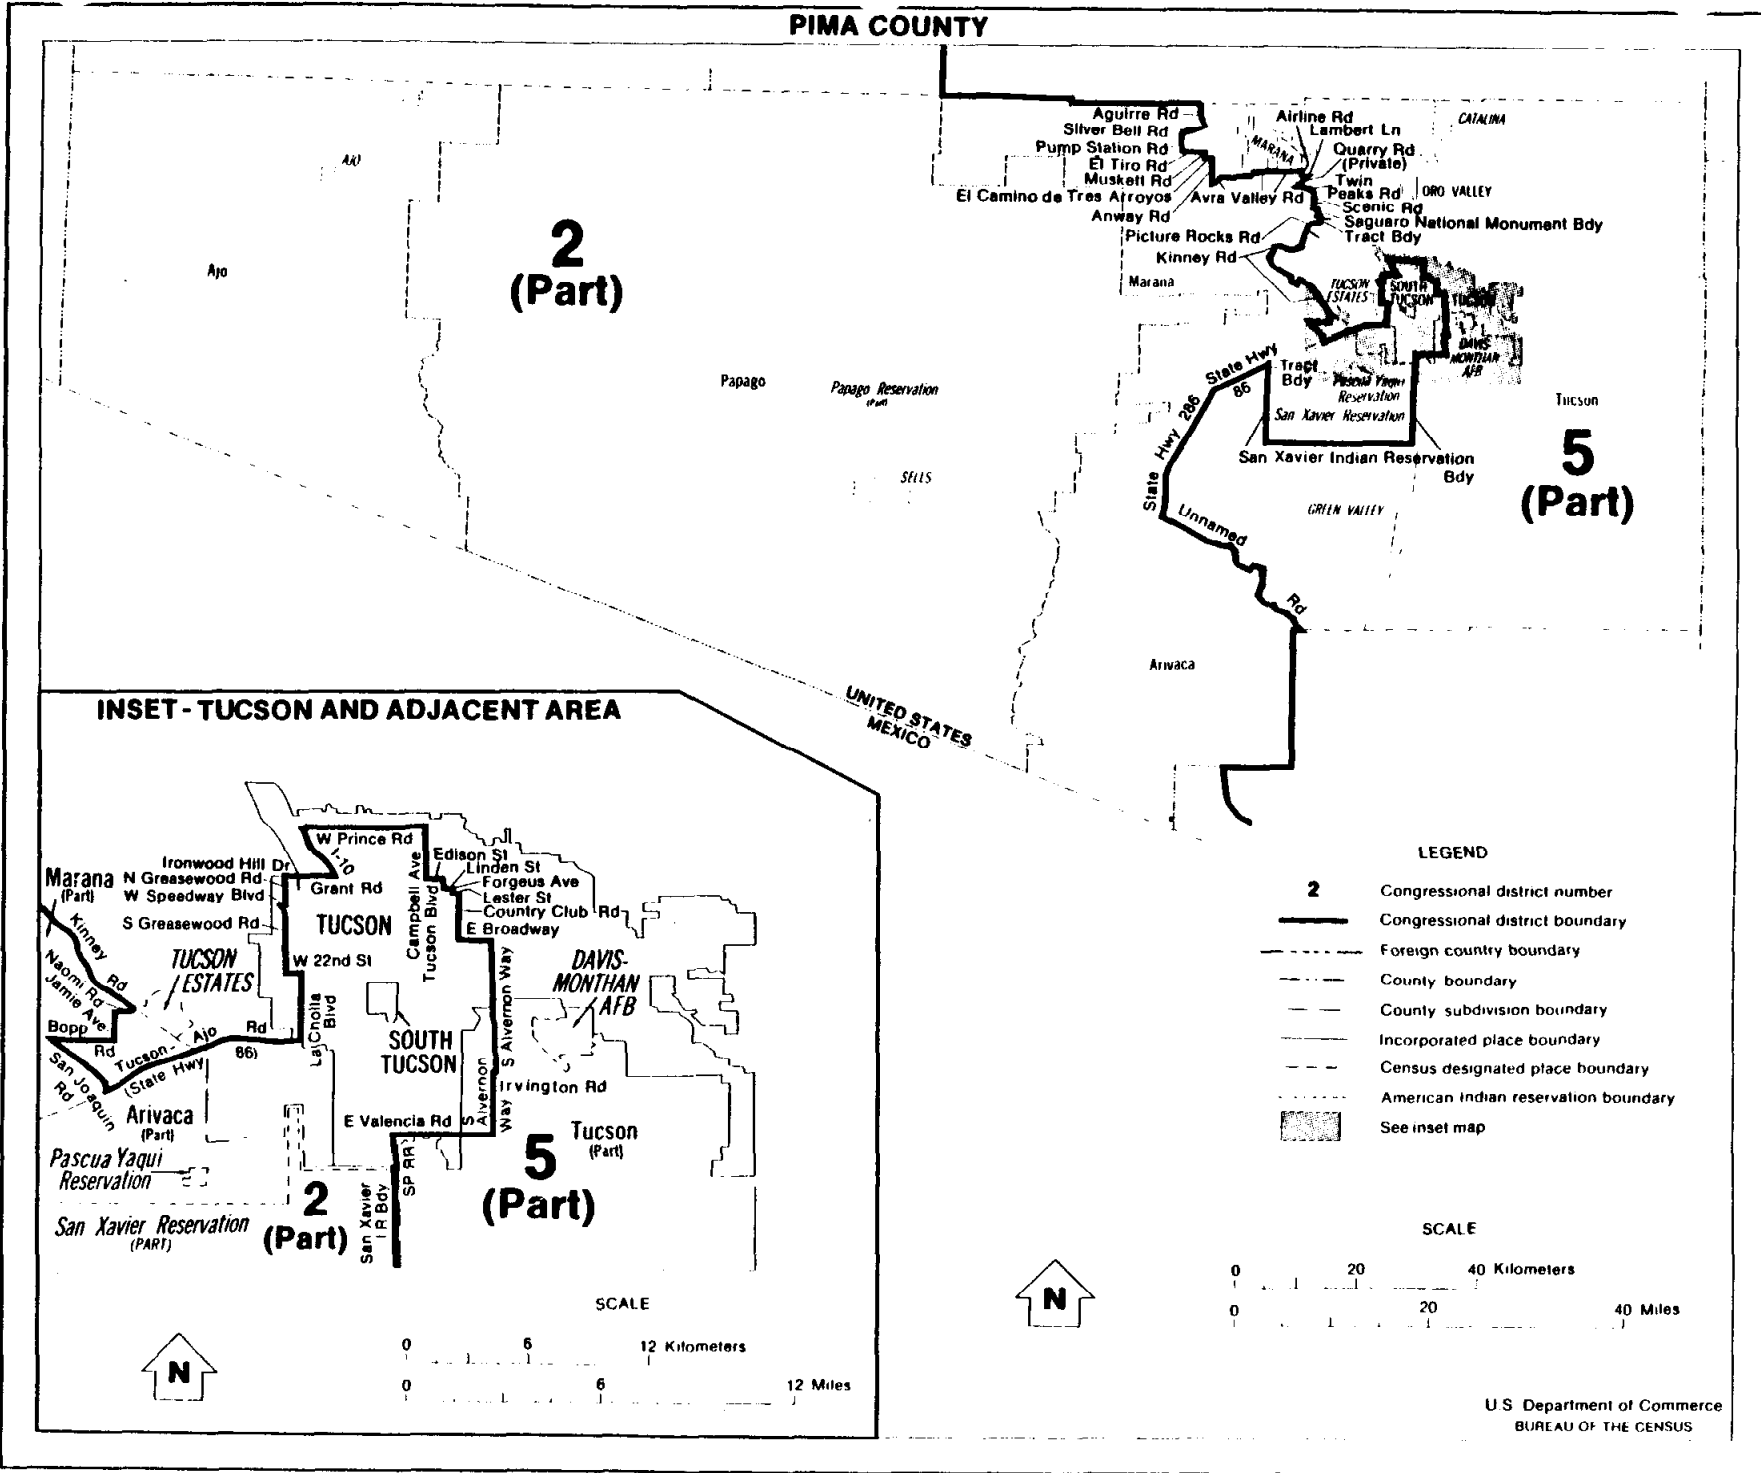 PIMA COUNTY
Aguirre Rd
Silver Bell Rd
Pump Station Rd
El Tiro Rd
Muskett Rd
El Camino de Tres Arroyos
Anway Rd
Avra Valley Rd
Picture Rocks Rd
Kinney Rd
Airline Rd
Lambert Ln
Quarry Rd
(Private)
Twin
Peaks Rd
Scenic Rd
Saguaro National Monument Bdy
Tract Bdy
MARANA
CATALINA
ORO VALLEY
AJO
Ajo
2
(Part)
Marana
TUCSON
ESTATES
SOUTH
TUCSON
TUCSON
DAVIS
MONTHAN
AFB
State Hwy
86
Tract
Bdy
Pascua Yaqui
Reservation
San Xavier Reservation
Papago
Papago Reservation
(Part)
State Hwy 286
Tucson
5
(Part)
San Xavier Indian Reservation
Bdy
SELLS
GREEN VALLEY
Unnamed
Rd
Arivaca
UNITED STATES
MEXICO
INSET - TUCSON AND ADJACENT AREA
W Prince Rd
I-10
Ironwood Hill Dr
N Greasewood Rd
W Speedway Blvd
Grant Rd
S Greasewood Rd
Marana
(Part)
Kinney Rd
Naomi Rd
Jamie Ave
Bopp
Rd
San Joaquin
Rd
TUCSON
ESTATES
TUCSON
W 22nd St
La Cholla
Blvd
Tucson - Ajo Rd
(State Hwy 86)
Campbell Ave
Tucson Blvd
Edison St
Linden St
Forgeus Ave
Lester St
Country Club Rd
E Broadway
DAVIS-
MONTHAN
AFB
SOUTH
TUCSON
S Alvernon Way
S Alvernon
Way
Irvington Rd
E Valencia Rd
Arivaca
(Part)
Pascua Yaqui
Reservation
San Xavier Reservation
(PART)
2
(Part)
San Xavier
I R Bdy
SP RR
5
(Part)
Tucson
(Part)
SCALE
0 6 12 Kilometers
0 6 12 Miles
N
LEGEND
2 Congressional district number
Congressional district boundary
Foreign country boundary
County boundary
County subdivision boundary
Incorporated place boundary
Census designated place boundary
American Indian reservation boundary
See inset map
SCALE
0 20 40 Kilometers
0 20 40 Miles
N
U.S. Department of Commerce
BUREAU OF THE CENSUS